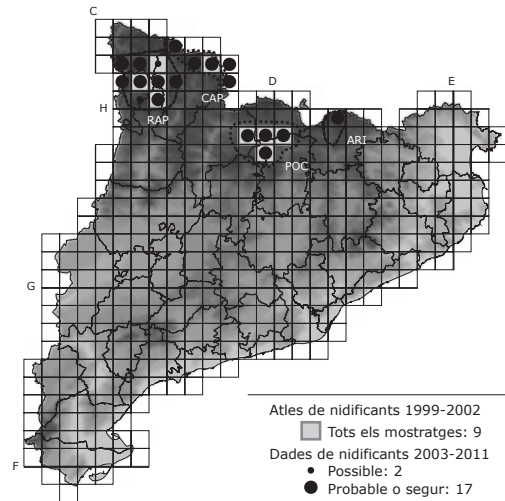 C
D
E
H
CAP
RAP
ARI
POC
G
F
Atles de nidificants 1999-2002
Tots els mostratges: 9
Dades de nidificants 2003-2011
Possible: 2
Probable o segur: 17